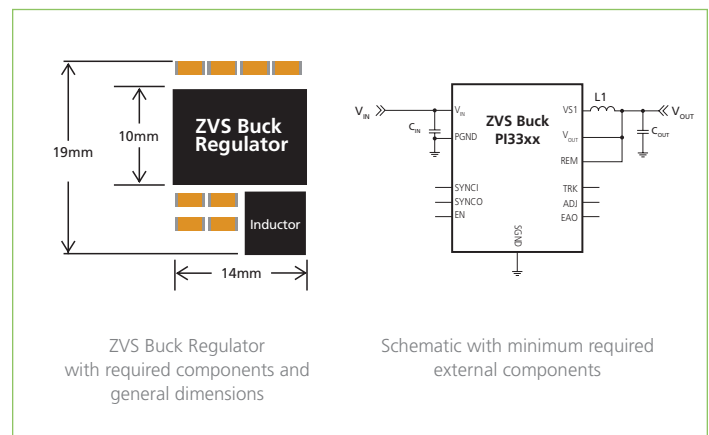 19mm
10mm
ZVS Buck
Regulator
Inductor
14mm
ZVS Buck Regulator
with required components and
general dimensions
VIN
CIN
VIN
PGND
ZVS Buck
PI33xx
VS1
VOUT
REM
L1
VOUT
COUT
SYNCI
SYNCO
EN
TRK
ADJ
EAO
SGND
Schematic with minimum required
external components